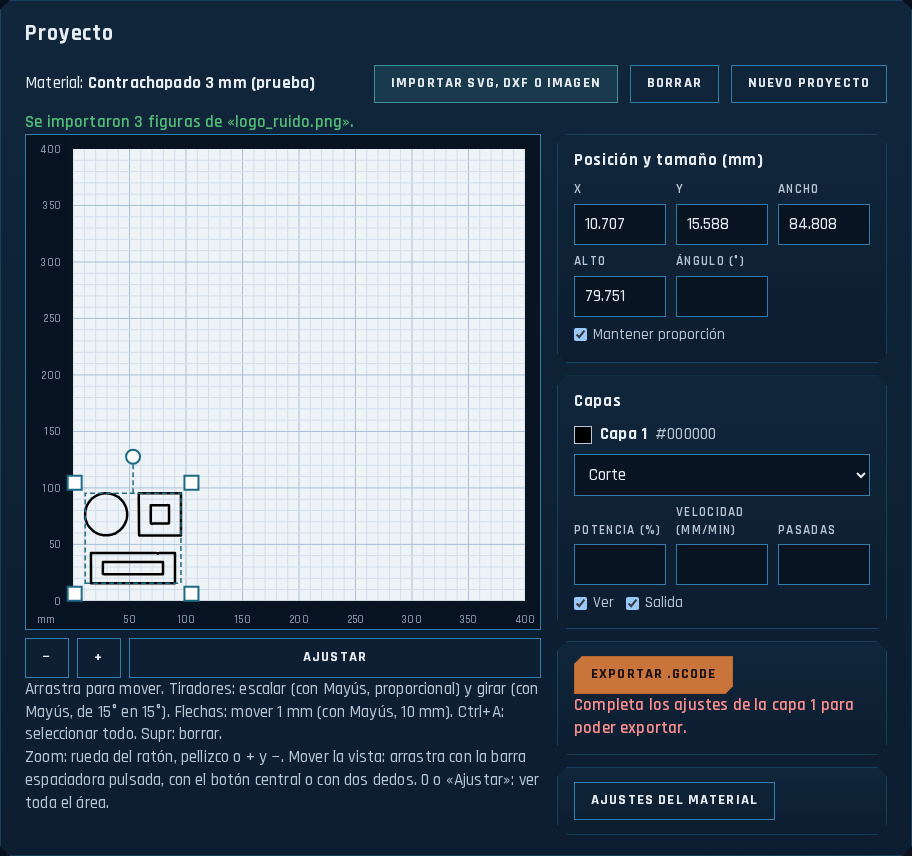 Proyecto
Material: Contrachapado 3 mm (prueba)
IMPORTAR SVG, DXF O IMAGEN
BORRAR
NUEVO PROYECTO
Se importaron 3 figuras de «logo_ruido.png».
400
350
300
250
200
150
100
50
0
mm
50
100
150
200
250
300
350
400
−
+
AJUSTAR
Arrastra para mover. Tiradores: escalar (con Mayús, proporcional) y girar (con
Mayús, de 15° en 15°). Flechas: mover 1 mm (con Mayús, 10 mm). Ctrl+A:
seleccionar todo. Supr: borrar.
Zoom: rueda del ratón, pellizco o + y −. Mover la vista: arrastra con la barra
espaciadora pulsada, con el botón central o con dos dedos. 0 o «Ajustar»: ver
toda el área.
Posición y tamaño (mm)
X
Y
ANCHO
10.707
15.588
84.808
ALTO
ÁNGULO (°)
79.751
Mantener proporción
Capas
Capa 1 #000000
Corte
POTENCIA (%)
VELOCIDAD
(MM/MIN)
PASADAS
Ver
Salida
EXPORTAR .GCODE
Completa los ajustes de la capa 1 para
poder exportar.
AJUSTES DEL MATERIAL